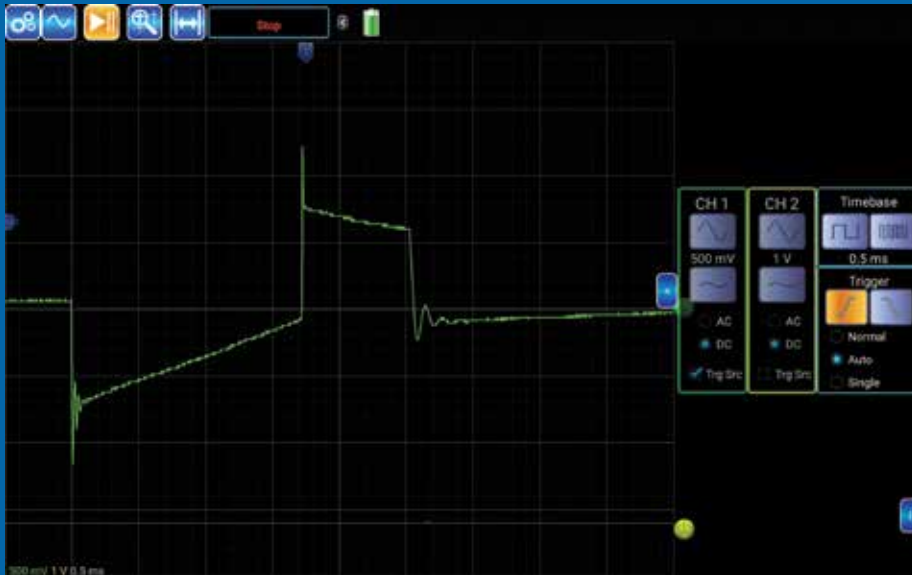 Stop
CH 1
CH 2
Timebase
500 mV
1 V
0.5 ms
Trigger
AC
AC
Normal
DC
DC
Auto
Trg Src
Trg Src
Single
500 mV 1 V 0.5 ms